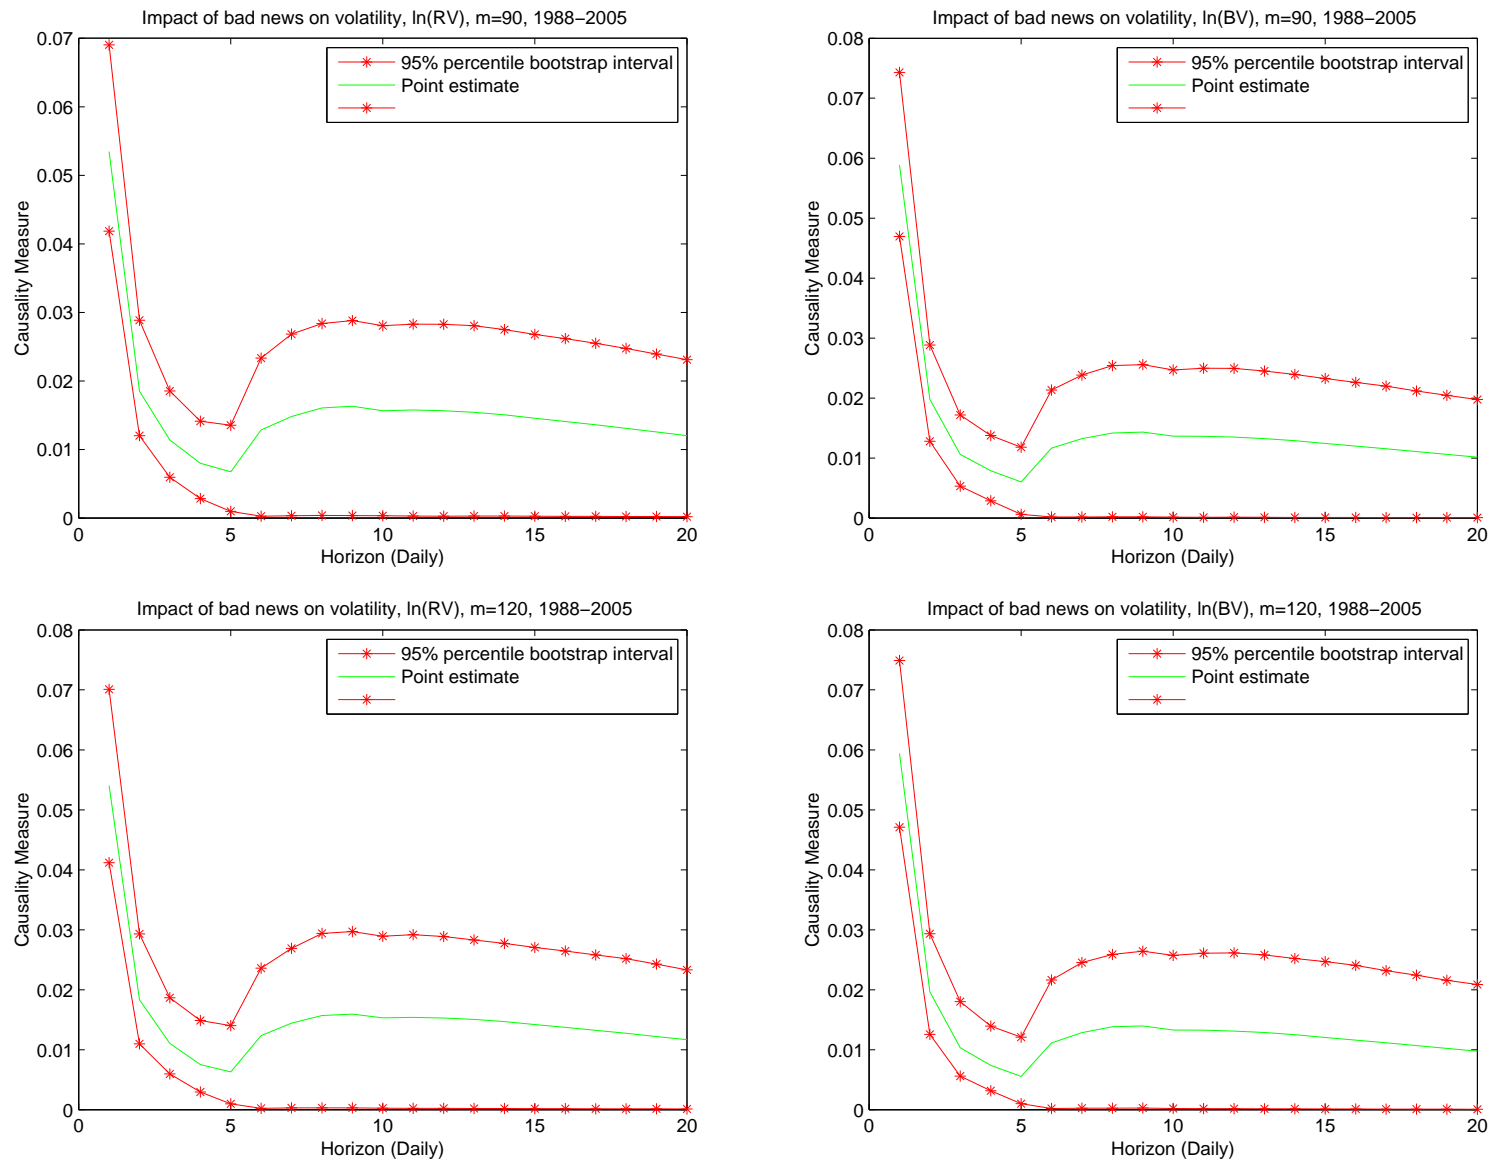 Impact of bad news on volatility, ln(RV), m=90, 1988−2005
0.07
0.06
0.05
0.04
0.03
0.02
0.01
0
Causality Measure
95% percentile bootstrap interval
Point estimate
0 5 10 15 20
Horizon (Daily)
Impact of bad news on volatility, ln(BV), m=90, 1988−2005
0.08
0.07
0.06
0.05
0.04
0.03
0.02
0.01
0
Causality Measure
95% percentile bootstrap interval
Point estimate
0 5 10 15 20
Horizon (Daily)
Impact of bad news on volatility, ln(RV), m=120, 1988−2005
0.08
0.07
0.06
0.05
0.04
0.03
0.02
0.01
0
Causality Measure
95% percentile bootstrap interval
Point estimate
0 5 10 15 20
Horizon (Daily)
Impact of bad news on volatility, ln(BV), m=120, 1988−2005
0.08
0.07
0.06
0.05
0.04
0.03
0.02
0.01
0
Causality Measure
95% percentile bootstrap interval
Point estimate
0 5 10 15 20
Horizon (Daily)